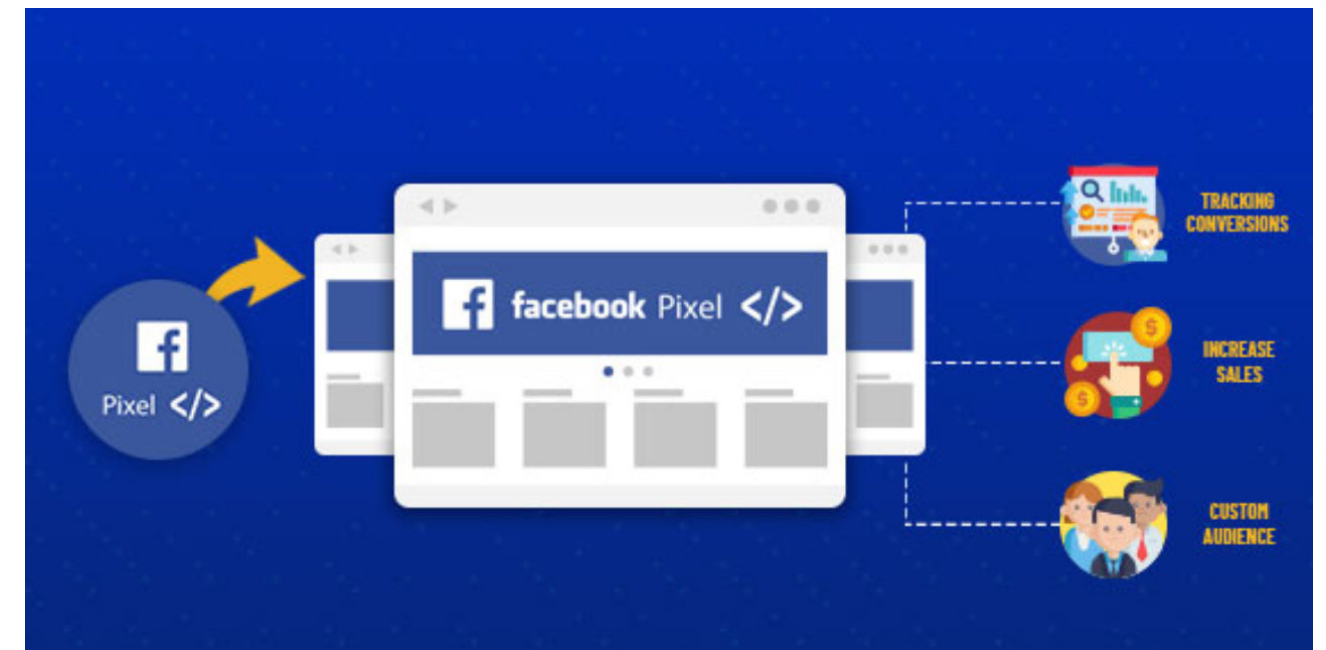 Pixel </>
facebook Pixel </>
TRACKING
CONVERSIONS
INCREASE
SALES
CUSTOM
AUDIENCE